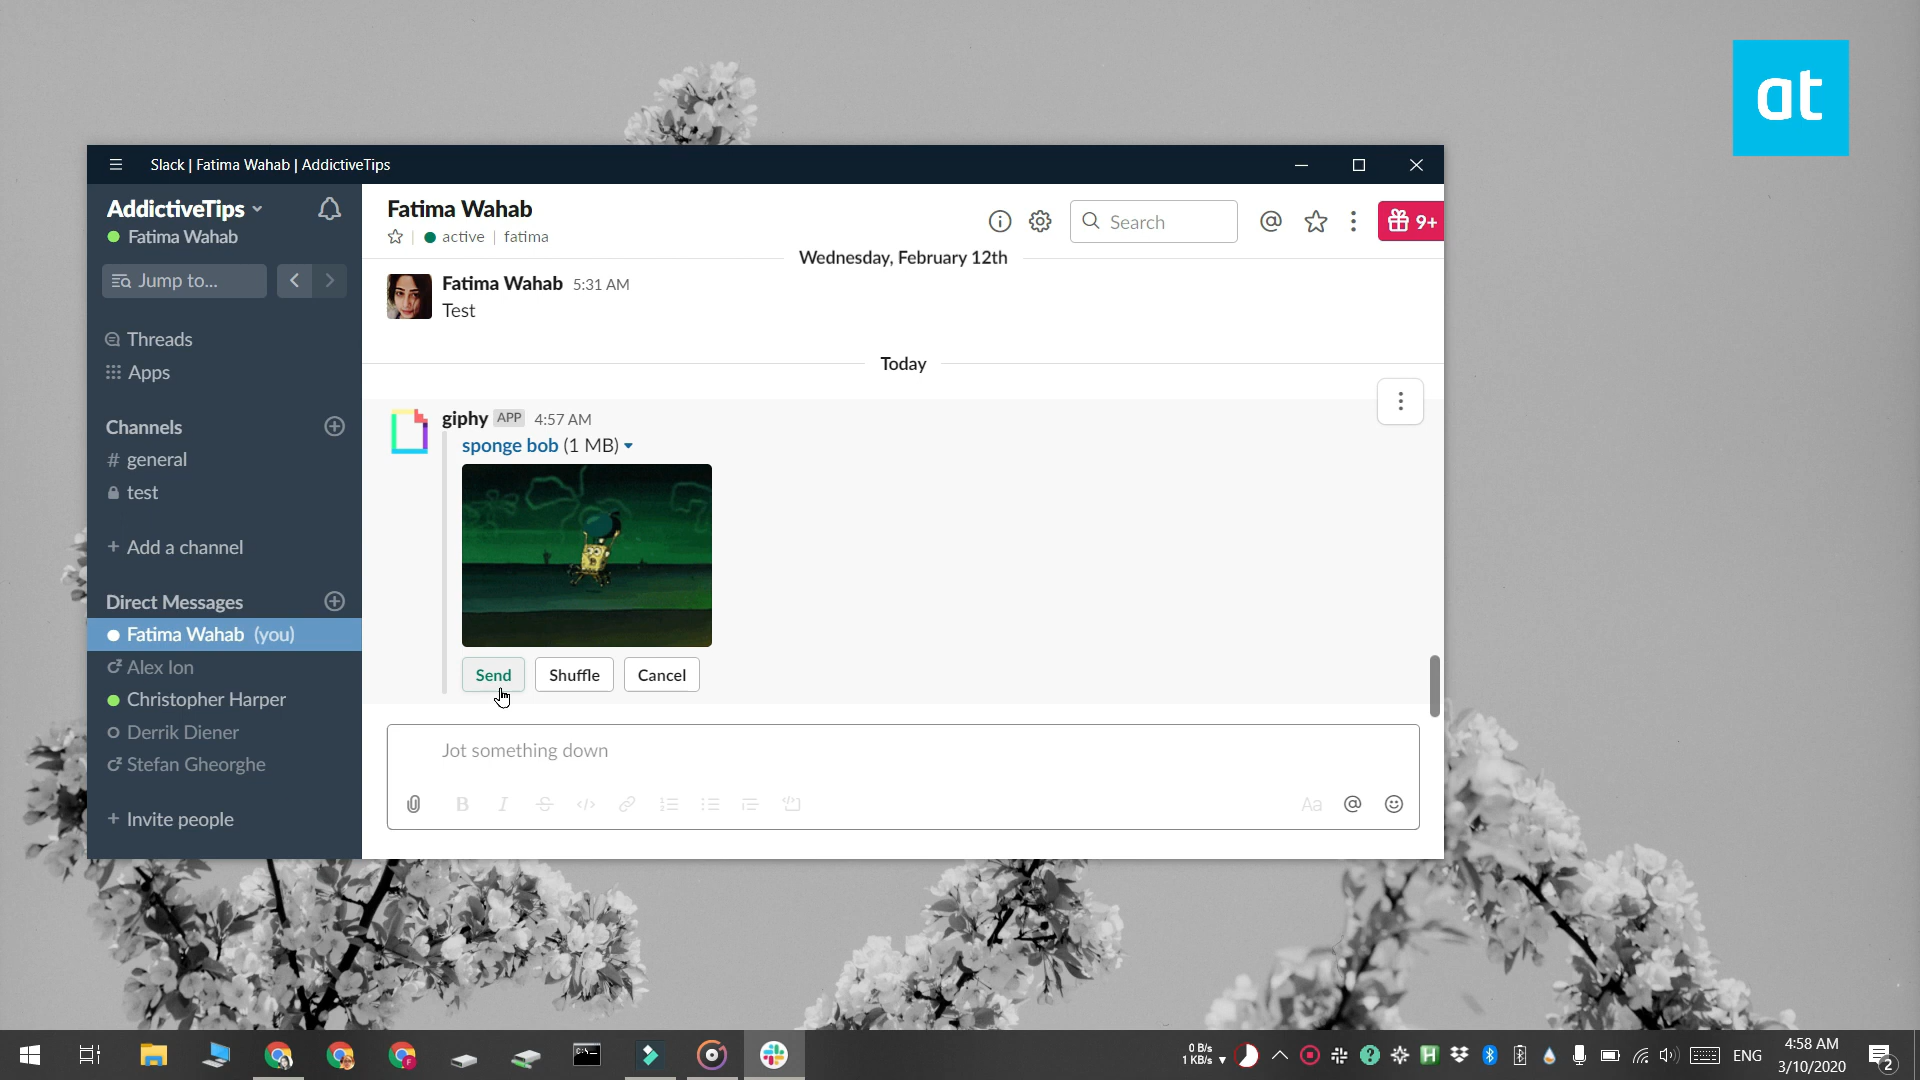 at
Slack | Fatima Wahab | AddictiveTips
AddictiveTips
Fatima Wahab
Jump to...
Threads
Apps
Channels
# general
test
+ Add a channel
Direct Messages
Fatima Wahab (you)
Alex Ion
Christopher Harper
Derrik Diener
Stefan Gheorghe
+ Invite people
Fatima Wahab
active | fatima
Search
9+
Wednesday, February 12th
Fatima Wahab 5:31 AM
Test
Today
giphy APP 4:57 AM
sponge bob (1 MB)
Send Shuffle Cancel
Jot something down
B I S </> Aa @
0 B/s
1 KB/s
ENG
4:58 AM
3/10/2020
2